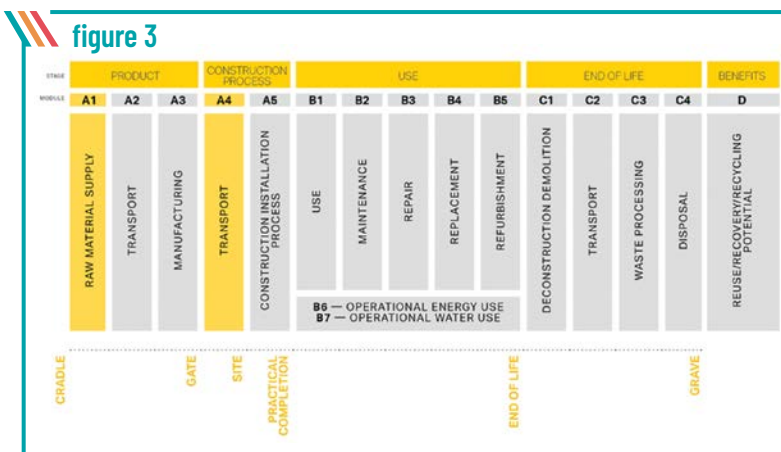 figure 3
STAGE PRODUCT CONSTRUCTION PROCESS USE END OF LIFE BENEFITS
MODULE A1 A2 A3 A4 A5 B1 B2 B3 B4 B5 C1 C2 C3 C4 D
RAW MATERIAL SUPPLY
TRANSPORT
MANUFACTURING
TRANSPORT
CONSTRUCTION INSTALLATION
PROCESS
USE
MAINTENANCE
REPAIR
REPLACEMENT
REFURBISHMENT
B6 — OPERATIONAL ENERGY USE
B7 — OPERATIONAL WATER USE
DECONSTRUCTION DEMOLITION
TRANSPORT
WASTE PROCESSING
DISPOSAL
REUSE/RECOVERY/RECYCLING
POTENTIAL
CRADLE
GATE
SITE
PRACTICAL
COMPLETION
END OF LIFE
GRAVE